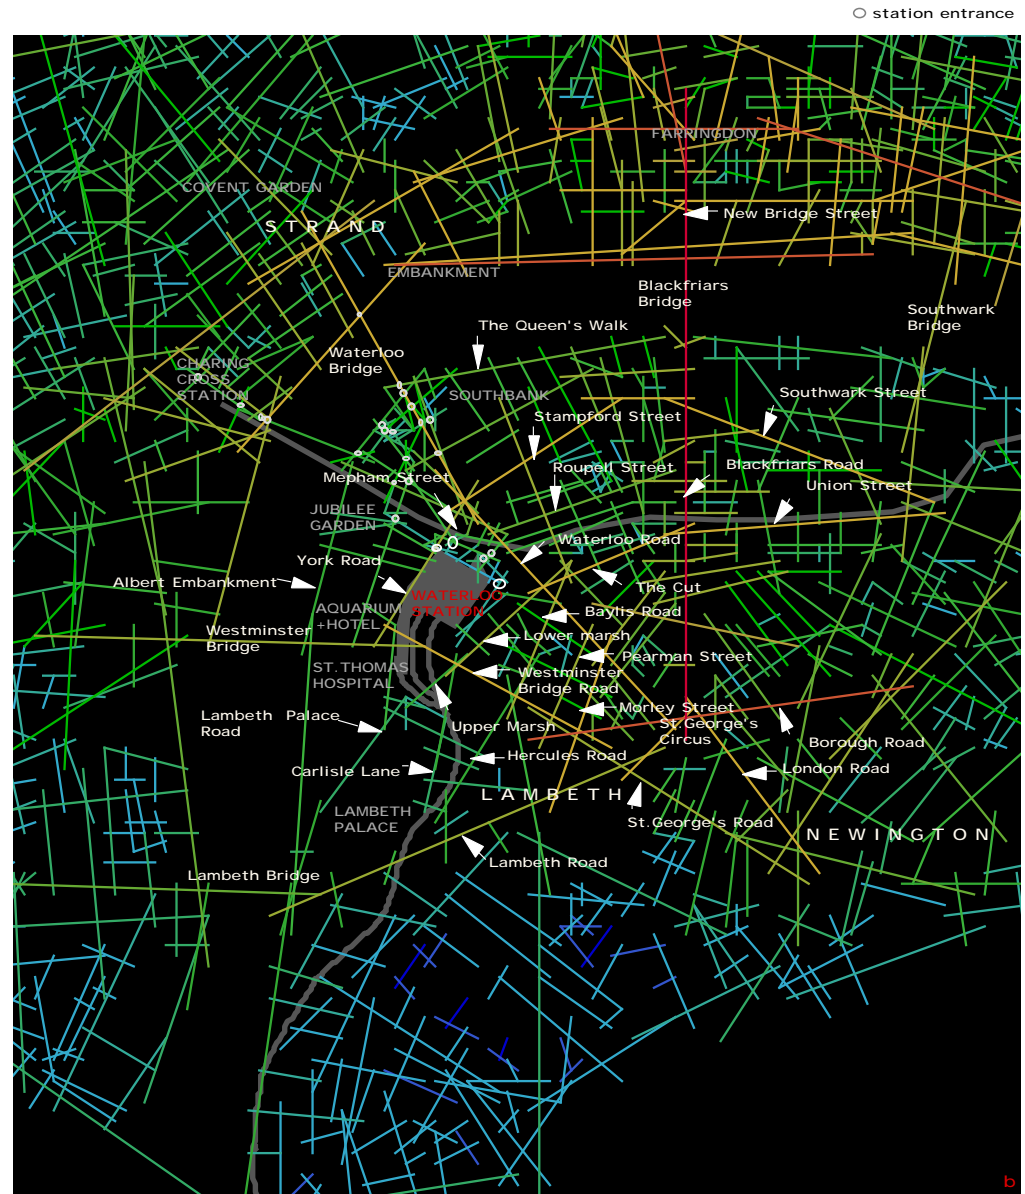 station entrance
FARRINGDON
COVENT GARDEN
STRAND
New Bridge Street
EMBANKMENT
Blackfriars
Bridge
Southwark
Bridge
The Queen's Walk
Waterloo
Bridge
CHARING
CROSS
STATION
SOUTHBANK
Southwark Street
Stampford Street
Roupell Street
Blackfriars Road
Mepham Street
Union Street
JUBILEE
GARDEN
Waterloo Road
York Road
Albert Embankment
The Cut
WATERLOO
STATION
AQUARIUM
+HOTEL
Baylis Road
Westminster
Bridge
Lower marsh
Pearman Street
ST.THOMAS
HOSPITAL
Westminster
Bridge Road
Morley Street
Lambeth Palace
Road
Upper Marsh
St.George's
Circus
Borough Road
Hercules Road
Carlisle Lane
London Road
LAMBETH
LAMBETH
PALACE
St.George's Road
NEWINGTON
Lambeth Road
Lambeth Bridge
b